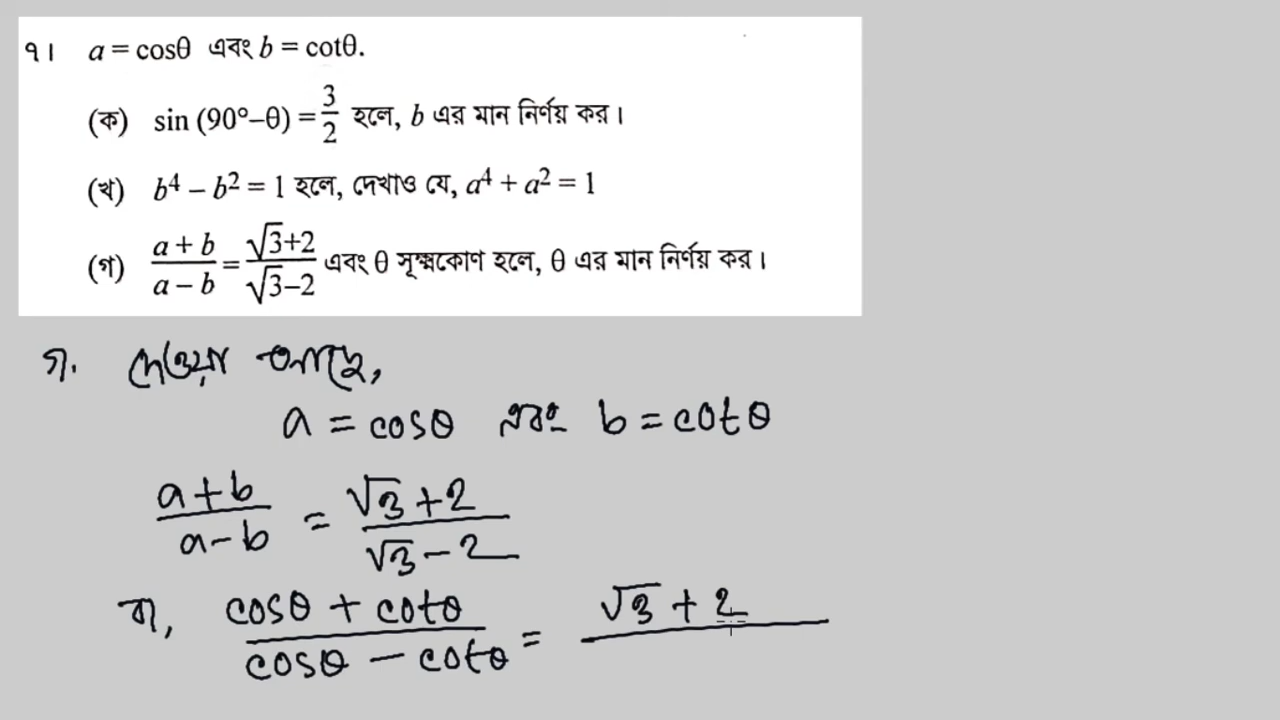 ৭। a = cosθ এবং b = cotθ.
(ক) sin (90°–θ) = 3/2 হলে, b এর মান নির্ণয় কর।
(খ) b⁴ – b² = 1 হলে, দেখাও যে, a⁴ + a² = 1
(গ) (a + b)/(a – b) = (√3+2)/(√3–2) এবং θ সূক্ষ্মকোণ হলে, θ এর মান নির্ণয় কর।
গ. দেওয়া আছে,
a = cosθ এবং b = cotθ
(a+b)/(a-b) = (√3+2)/(√3-2)
বা, (cosθ + cotθ)/(cosθ - cotθ) = √3 + 2